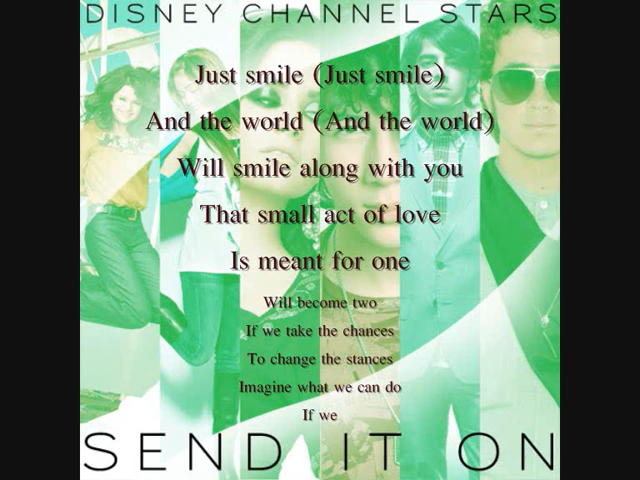 DISNEY CHANNEL STARS
Just smile (Just smile)
And the world (And the world)
Will smile along with you
That small act of love
Is meant for one
Will become two
If we take the chances
To change the stances
Imagine what we can do
If we
SEND IT ON